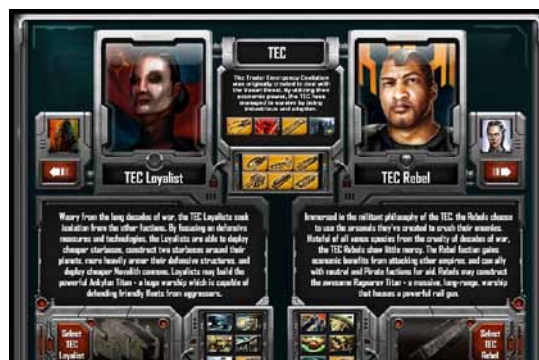 TEC
The Trader Emergency Coalition
was originally created to deal with
the Vasari threat. By utilizing their
economic power, the TEC have
managed to survive by being
industrious and adaptive.
TEC Loyalist
TEC Rebel
Weary from the long decades of war, the TEC Loyalists seek
isolation from the other factions. By focusing on defensive
measures and technologies, the Loyalists are able to deploy
cheaper starbases, construct two starbases around their
planets, more heavily armor their defensive structures, and
deploy cheaper Novalith cannons. Loyalists may build the
powerful Ankylon Titan - a huge warship which is capable of
defending friendly fleets from aggressors.
Immersed in the militant philosophy of the TEC, the Rebels choose
to use the arsenals they've created to crush their enemies.
Hateful of all xenos species from the cruelty of decades of war,
the TEC Rebels show little mercy. The Rebel faction gains
economic benefits from attacking other empires, and can ally
with neutral and Pirate factions for aid. Rebels may construct
the awesome Ragnarov Titan - a massive, long-range, warship
that houses a powerful rail gun.
Select
TEC
Loyalist
Select
TEC
Rebel